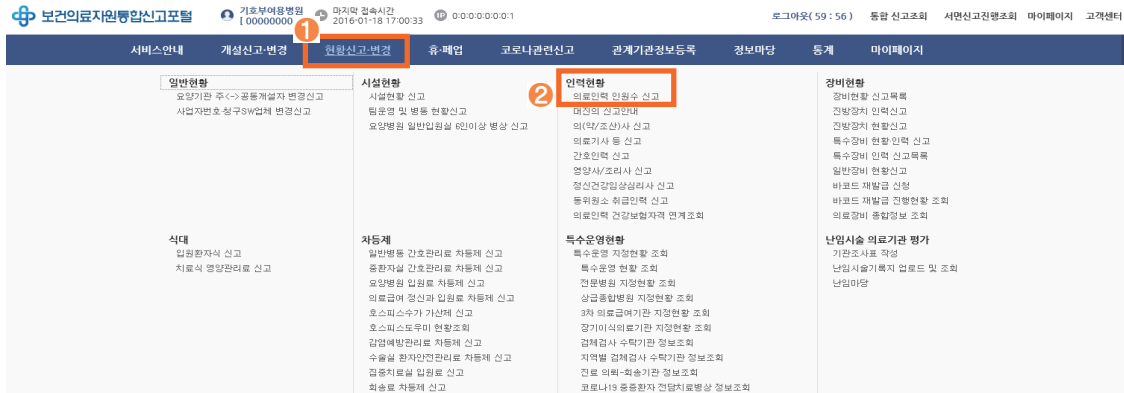 보건의료자원통합신고포털 기호부여용병원 [ 00000000 마지막 접속시간 2016-01-18 17:00:33 IP 0:0:0:0:0:0:0:1 로그아웃( 59 : 56 ) 통합 신고조회 서면신고진행조회 마이페이지 고객센터
1
서비스안내 개설신고·변경 현황신고·변경 휴·폐업 코로나관련신고 관계기관정보등록 정보마당 통계 마이페이지
일반현황
요양기관 주<->공동개설자 변경신고
사업자번호·청구SW업체 변경신고
시설현황
시설현황 신고
팀운영 및 병동 현황신고
요양병원 일반입원실 6인이상 병상 신고
2
인력현황
의료인력 인원수 신고
대진의 신고안내
의(약/조산)사 신고
의료기사 등 신고
간호인력 신고
영양사/조리사 신고
정신건강임상심리사 신고
동위원소 취급인력 신고
의료인력 건강보험자격 연계조회
장비현황
장비현황 신고목록
진방장치 인력신고
진방장치 현황신고
특수장비 현황·인력 신고
특수장비 인력 신고목록
일반장비 현황신고
바코드 재발급 신청
바코드 재발급 진행현황 조회
의료장비 종합정보 조회
식대
입원환자식 신고
치료식 영양관리료 신고
차등제
일반병동 간호관리료 차등제 신고
중환자실 간호관리료 차등제 신고
요양병원 입원료 차등제 신고
의료급여 정신과 입원료 차등제 신고
호스피스수가 가산제 신고
호스피스도우미 현황조회
감염예방관리료 차등제 신고
수술실 환자안전관리료 차등제 신고
집중치료실 입원료 신고
회송료 차등제 신고
특수운영현황
특수운영 지정현황 조회
특수운영 현황 조회
전문병원 지정현황 조회
상급종합병원 지정현황 조회
3차 의료급여기관 지정현황 조회
장기이식의료기관 지정현황 조회
검체검사 수탁기관 정보조회
지역별 검체검사 수탁기관 정보조회
진료 의뢰-회송기관 정보조회
코로나19 중증환자 전담치료병상 정보조회
난임시술 의료기관 평가
기관조사표 작성
난임시술기록지 업로드 및 조회
난임마당